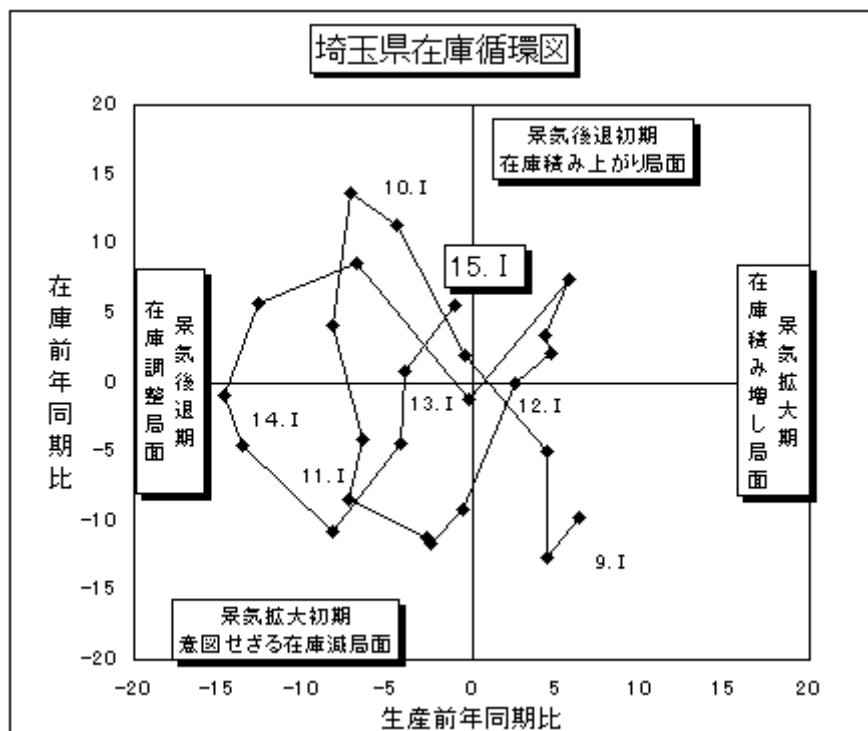 埼玉県在庫循環図
20
15
10
5
0
-5
-10
-15
-20
在庫前年同期比
景気後退初期
在庫積み上がり局面
景気後退期
在庫調整局面
景気拡大期
在庫積み増し局面
景気拡大初期
意図せざる在庫減局面
10.Ⅰ
15.Ⅰ
13.Ⅰ
12.Ⅰ
14.Ⅰ
11.Ⅰ
9.Ⅰ
-20
-15
-10
-5
0
5
10
15
20
生産前年同期比